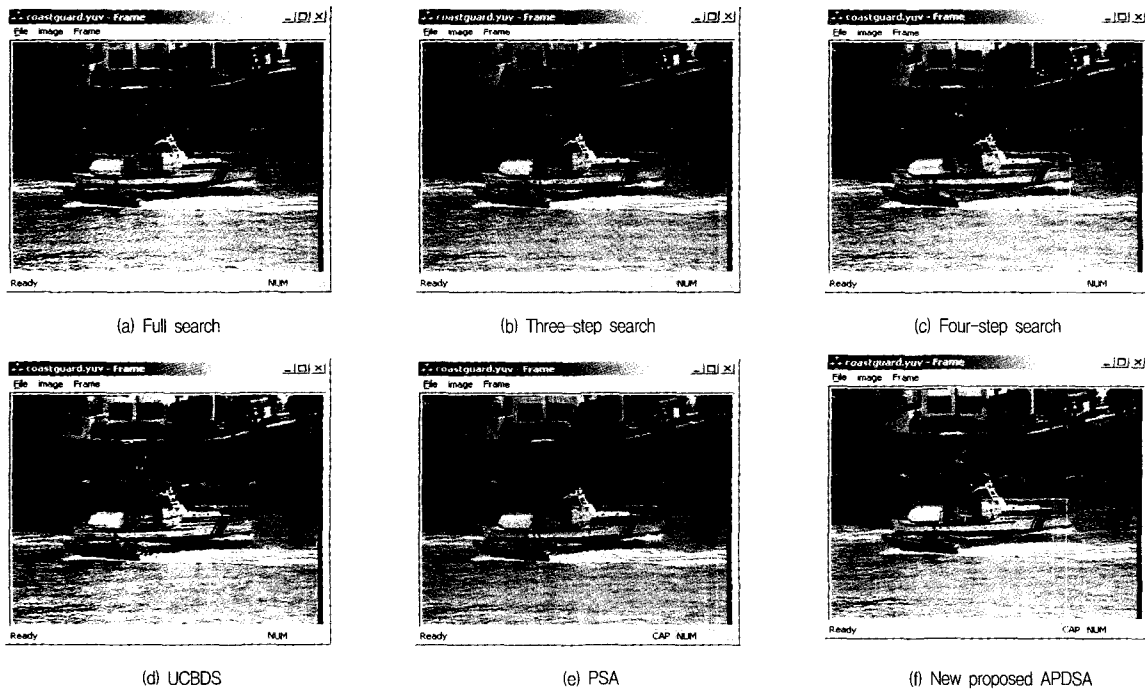 coastguard.yuv - Frame
File image Frame
Ready NUM
(a) Full search
coastguard.yuv - Frame
File image Frame
Ready NUM
(b) Three-step search
coastguard.yuv - Frame
File image Frame
Ready NUM
(c) Four-step search
coastguard.yuv - Frame
File image Frame
Ready NUM
(d) UCBDS
coastguard.yuv - Frame
File image Frame
Ready CAP NUM
(e) PSA
coastguard.yuv - Frame
File image Frame
Ready CAP NUM
(f) New proposed APDSA